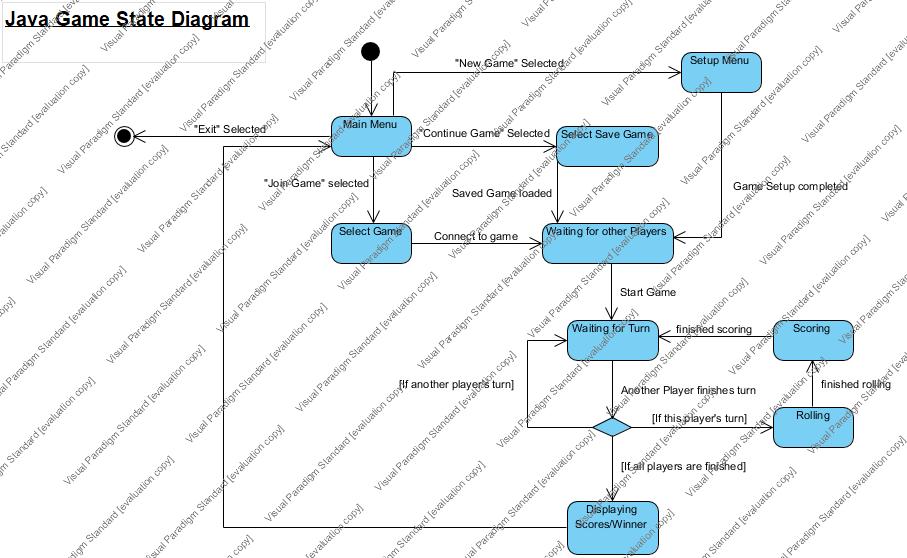 Java Game State Diagram
"New Game" Selected
Setup Menu
Main Menu
"Exit" Selected
"Continue Game" Selected
Select Save Game
"Join Game" selected
Saved Game loaded
Game Setup completed
Select Game
Connect to game
Waiting for other Players
Start Game
Waiting for Turn
finished scoring
Scoring
[If another player's turn]
Another Player finishes turn
finished rolling
[If this player's turn]
Rolling
[If all players are finished]
Displaying
Scores/Winner
Visual Paradigm Standard [evaluation copy]